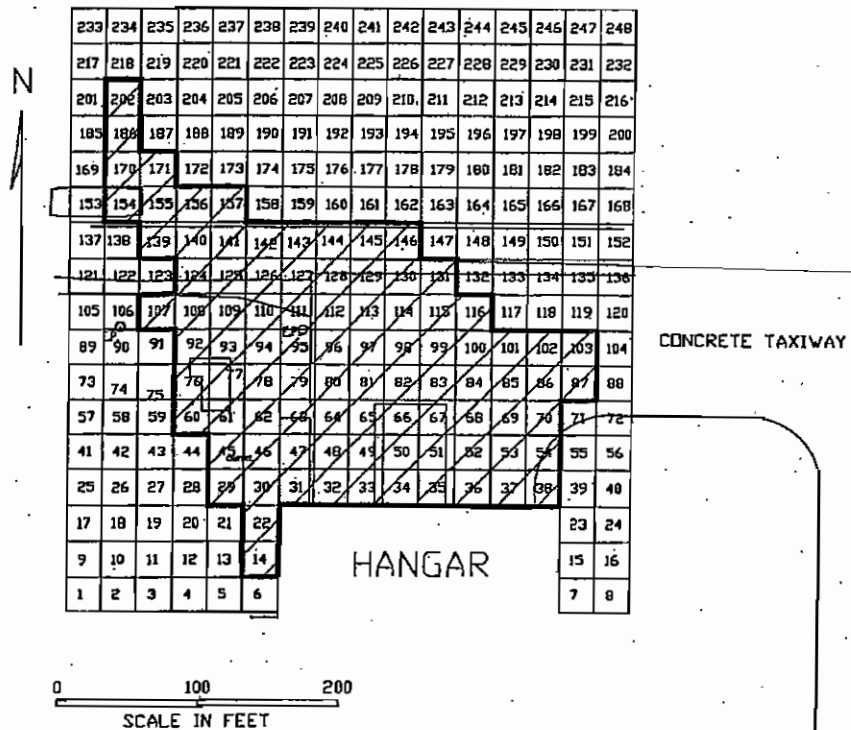 233 234 235 236 237 238 239 240 241 242 243 244 245 246 247 248
217 218 219 220 221 222 223 224 225 226 227 228 229 230 231 232
N
201 202 203 204 205 206 207 208 209 210 211 212 213 214 215 216
185 186 187 188 189 190 191 192 193 194 195 196 197 198 199 200
169 170 171 172 173 174 175 176 177 178 179 180 181 182 183 184
153 154 155 156 157 158 159 160 161 162 163 164 165 166 167 168
137 138 139 140 141 142 143 144 145 146 147 148 149 150 151 152
121 122 123 124 125 126 127 128 129 130 131 132 133 134 135 136
105 106 107 108 109 110 111 112 113 114 115 116 117 118 119 120
89 90 91 92 93 94 95 96 97 98 99 100 101 102 103 104
CONCRETE TAXIWAY
73 74 75 76 77 78 79 80 81 82 83 84 85 86 87 88
57 58 59 60 61 62 63 64 65 66 67 68 69 70 71 72
41 42 43 44 45 46 47 48 49 50 51 52 53 54 55 56
25 26 27 28 29 30 31 32 33 34 35 36 37 38 39 40
17 18 19 20 21 22 23 24
9 10 11 12 13 14 HANGAR 15 16
1 2 3 4 5 6 7 8
0 100 200
SCALE IN FEET